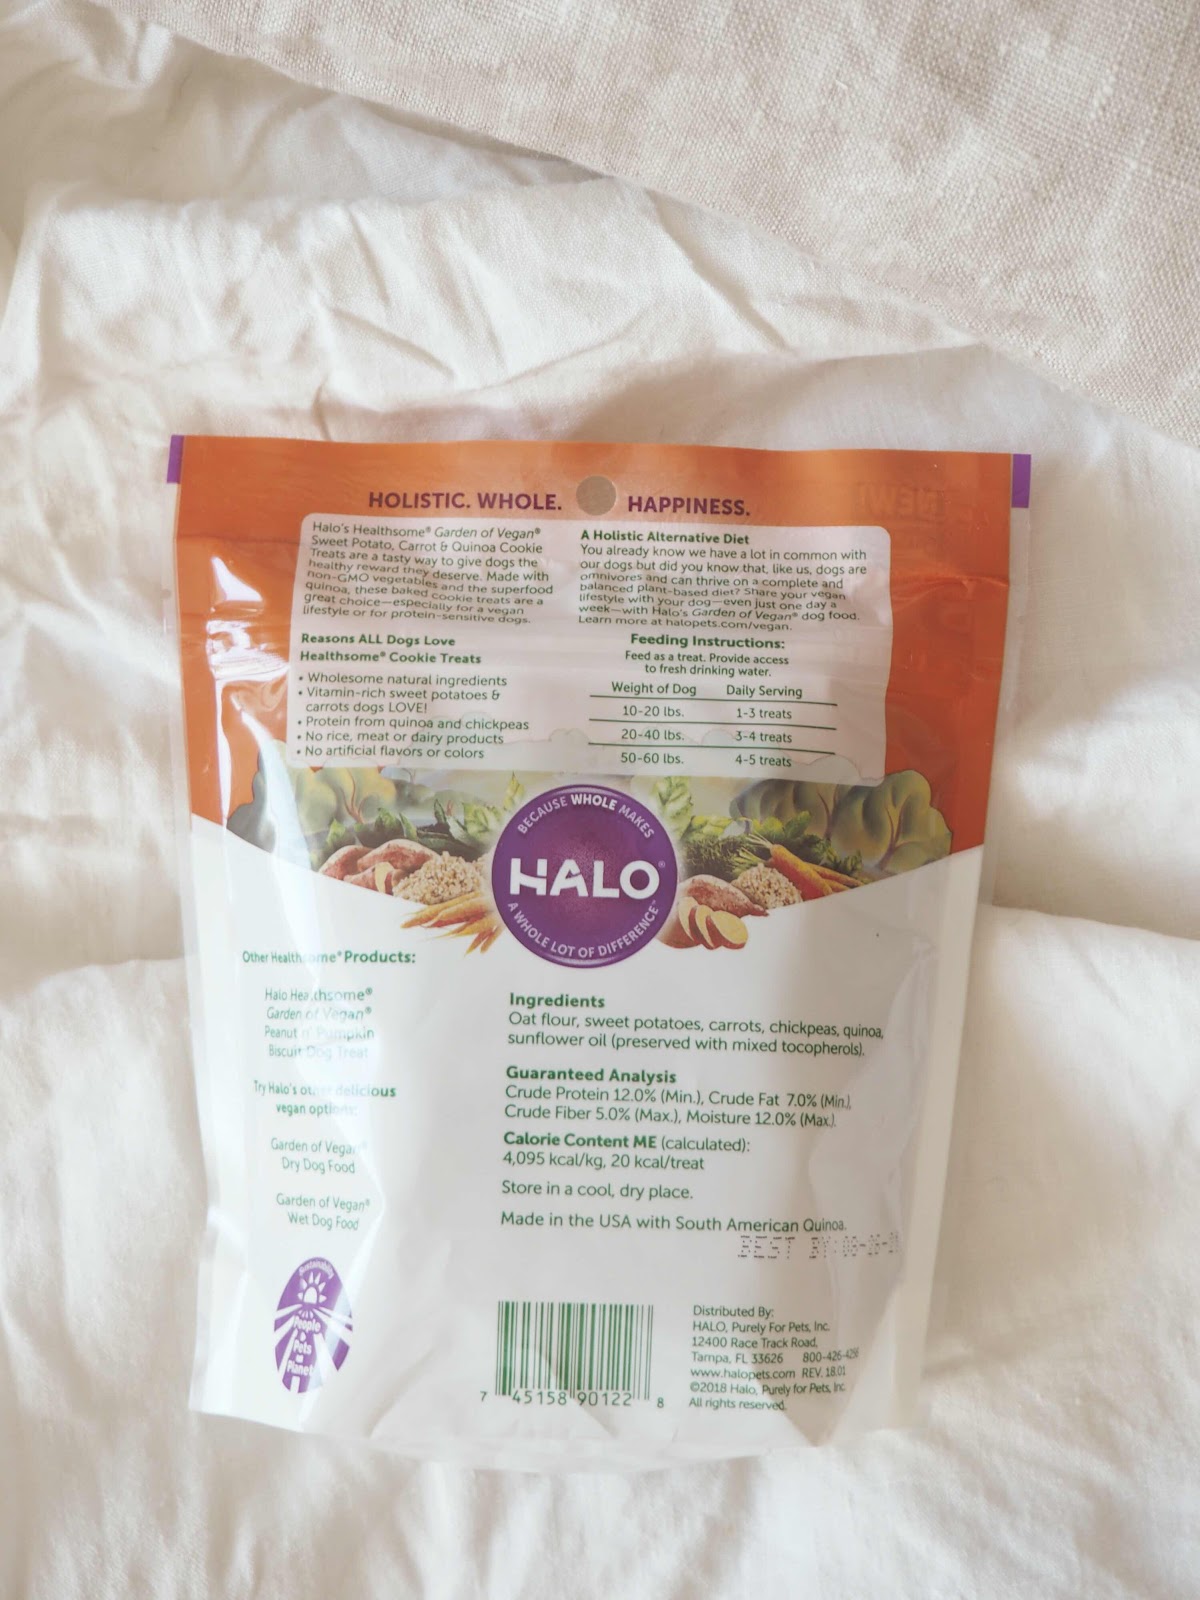 HOLISTIC. WHOLE. HAPPINESS.
Halo's Healthsome® Garden of Vegan®
Sweet Potato, Carrot & Quinoa Cookie
Treats are a tasty way to give dogs the
healthy reward they deserve. Made with
non-GMO vegetables and the superfood
quinoa, these baked cookie treats are a
great choice—especially for a vegan
lifestyle or for protein-sensitive dogs.
Reasons ALL Dogs Love
Healthsome® Cookie Treats
• Wholesome natural ingredients
• Vitamin-rich sweet potatoes &
carrots dogs LOVE!
• Protein from quinoa and chickpeas
• No rice, meat or dairy products
• No artificial flavors or colors
A Holistic Alternative Diet
You already know we have a lot in common with
our dogs but did you know that, like us, dogs are
omnivores and can thrive on a complete and
balanced plant-based diet? Share your vegan
lifestyle with your dog—even just one day a
week—with Halo's Garden of Vegan® dog food.
Learn more at halopets.com/vegan.
Feeding Instructions:
Feed as a treat. Provide access
to fresh drinking water.
Weight of Dog Daily Serving
10-20 lbs. 1-3 treats
20-40 lbs. 3-4 treats
50-60 lbs. 4-5 treats
BECAUSE WHOLE MAKES
HALO®
A WHOLE LOT OF DIFFERENCE™
Other Healthsome® Products:
Halo Healthsome®
Garden of Vegan®
Peanut n' Pumpkin
Biscuit Dog Treat
Try Halo's other delicious
vegan options:
Garden of Vegan®
Dry Dog Food
Garden of Vegan®
Wet Dog Food
Sustainability
People
Pets
Planet
Ingredients
Oat flour, sweet potatoes, carrots, chickpeas, quinoa,
sunflower oil (preserved with mixed tocopherols).
Guaranteed Analysis
Crude Protein 12.0% (Min.), Crude Fat 7.0% (Min.),
Crude Fiber 5.0% (Max.), Moisture 12.0% (Max.).
Calorie Content ME (calculated):
4,095 kcal/kg, 20 kcal/treat
Store in a cool, dry place.
Made in the USA with South American Quinoa.
BEST BY:
7 45158 90122 8
Distributed By:
HALO, Purely For Pets, Inc.
12400 Race Track Road,
Tampa, FL 33626 800-426-4256
www.halopets.com REV. 18.01
©2018 Halo, Purely for Pets, Inc.
All rights reserved.